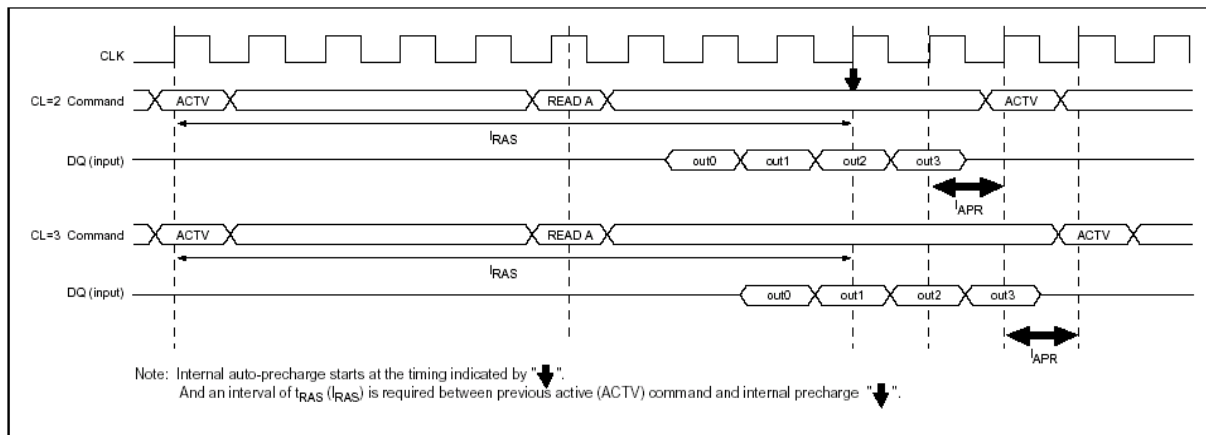 CLK
CL=2 Command ACTV READ A ACTV
lRAS
DQ (input) out0 out1 out2 out3
lAPR
CL=3 Command ACTV READ A ACTV
lRAS
DQ (input) out0 out1 out2 out3
lAPR
Note: Internal auto-precharge starts at the timing indicated by " ".
And an interval of tRAS (lRAS) is required between previous active (ACTV) command and internal precharge " ".